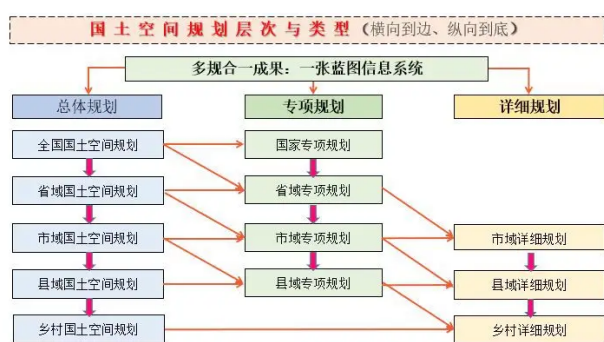 国土空间规划层次与类型（横向到边、纵向到底）
多规合一成果：一张蓝图信息系统
总体规划 专项规划 详细规划
全国国土空间规划 国家专项规划
省域国土空间规划 省域专项规划
市域国土空间规划 市域专项规划 市域详细规划
县域国土空间规划 县域专项规划 县域详细规划
乡村国土空间规划 乡村详细规划